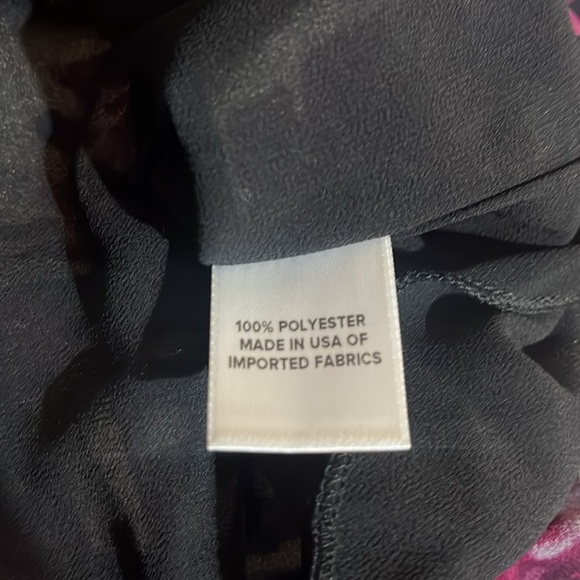 100% POLYESTER
MADE IN USA OF
IMPORTED FABRICS